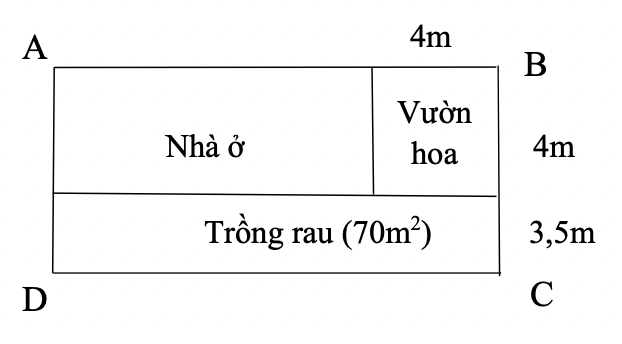 4m
A
B
Vườn
hoa
Nhà ở
4m
Trồng rau (70m²)
3,5m
D
C